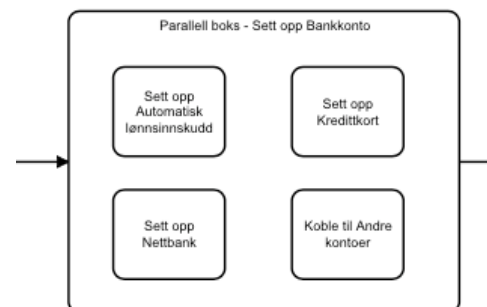 Parallell boks - Sett opp Bankkonto
Sett opp
Automatisk
lønnsinnskudd
Sett opp
Kredittkort
Sett opp
Nettbank
Koble til Andre
kontoer